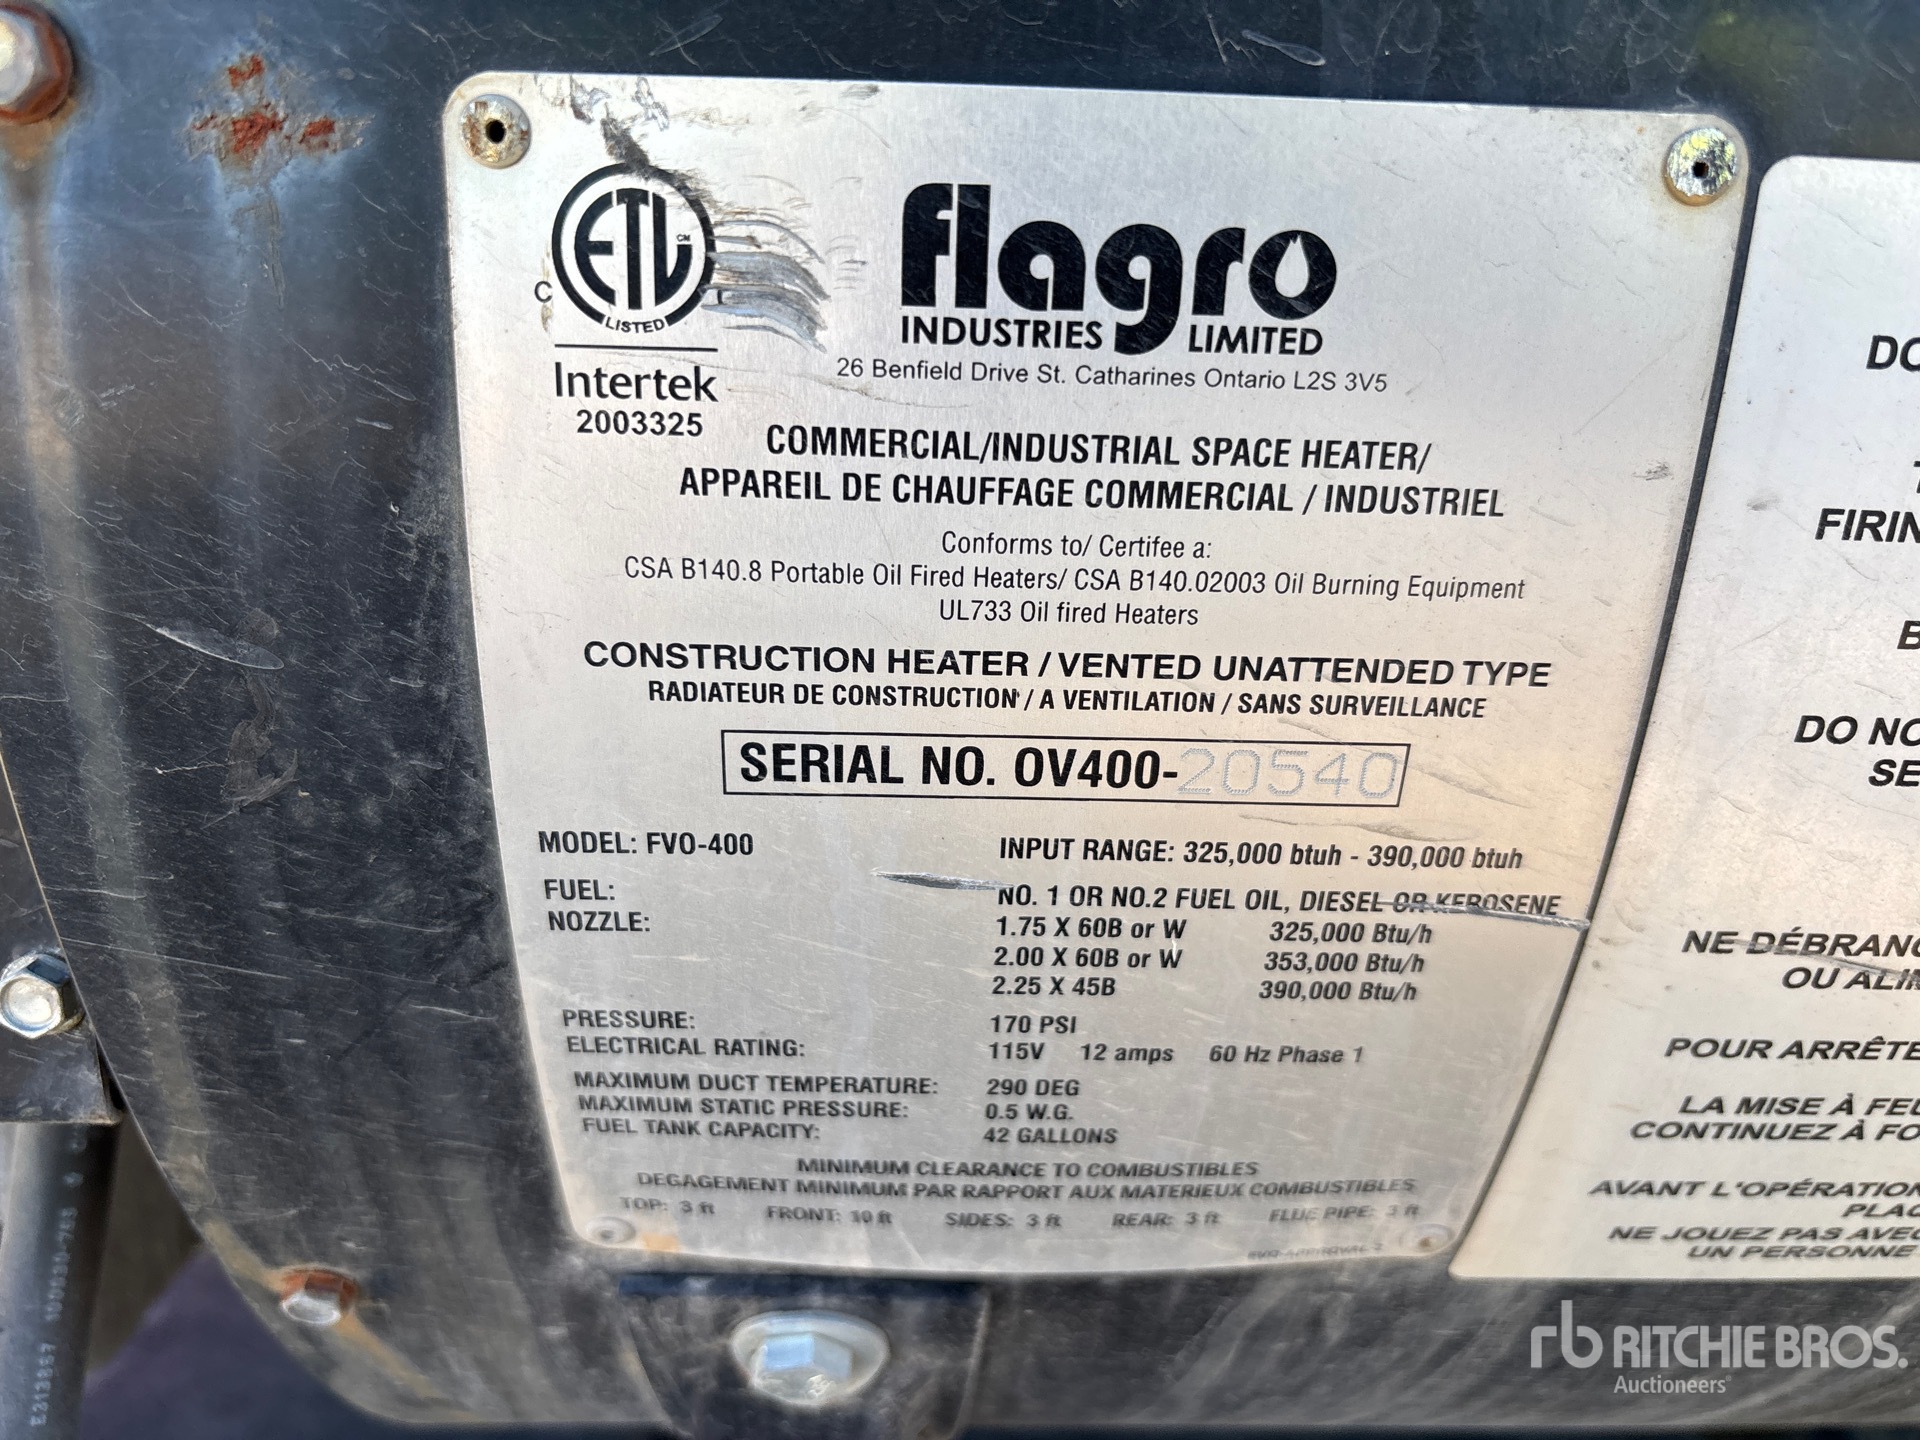 ETL CM
C
LISTED
Intertek
2003325
flagro
INDUSTRIES LIMITED
26 Benfield Drive St. Catharines Ontario L2S 3V5
COMMERCIAL/INDUSTRIAL SPACE HEATER/
APPAREIL DE CHAUFFAGE COMMERCIAL / INDUSTRIEL
Conforms to/ Certifee a:
CSA B140.8 Portable Oil Fired Heaters/ CSA B140.02003 Oil Burning Equipment
UL733 Oil fired Heaters
CONSTRUCTION HEATER / VENTED UNATTENDED TYPE
RADIATEUR DE CONSTRUCTION / A VENTILATION / SANS SURVEILLANCE
SERIAL NO. OV400-20540
MODEL: FVO-400 INPUT RANGE: 325,000 btuh - 390,000 btuh
FUEL: NO. 1 OR NO.2 FUEL OIL, DIESEL OR KEROSENE
NOZZLE: 1.75 X 60B or W 325,000 Btu/h
2.00 X 60B or W 353,000 Btu/h
2.25 X 45B 390,000 Btu/h
PRESSURE: 170 PSI
ELECTRICAL RATING: 115V 12 amps 60 Hz Phase 1
MAXIMUM DUCT TEMPERATURE: 290 DEG
MAXIMUM STATIC PRESSURE: 0.5 W.G.
FUEL TANK CAPACITY: 42 GALLONS
MINIMUM CLEARANCE TO COMBUSTIBLES
DEGAGEMENT MINIMUM PAR RAPPORT AUX MATERIEUX COMBUSTIBLES
TOP: 3 ft FRONT: 10 ft SIDES: 3 ft REAR: 3 ft FLUE PIPE: 3 ft
DO
FIRIN
B
DO NO
SE
NE DÉBRANC
OU ALIM
POUR ARRÊTE
LA MISE À FEU
CONTINUEZ À FO
AVANT L'OPÉRATION
PLAC
NE JOUEZ PAS AVEC
UN PERSONNE
rb RITCHIE BROS.
Auctioneers